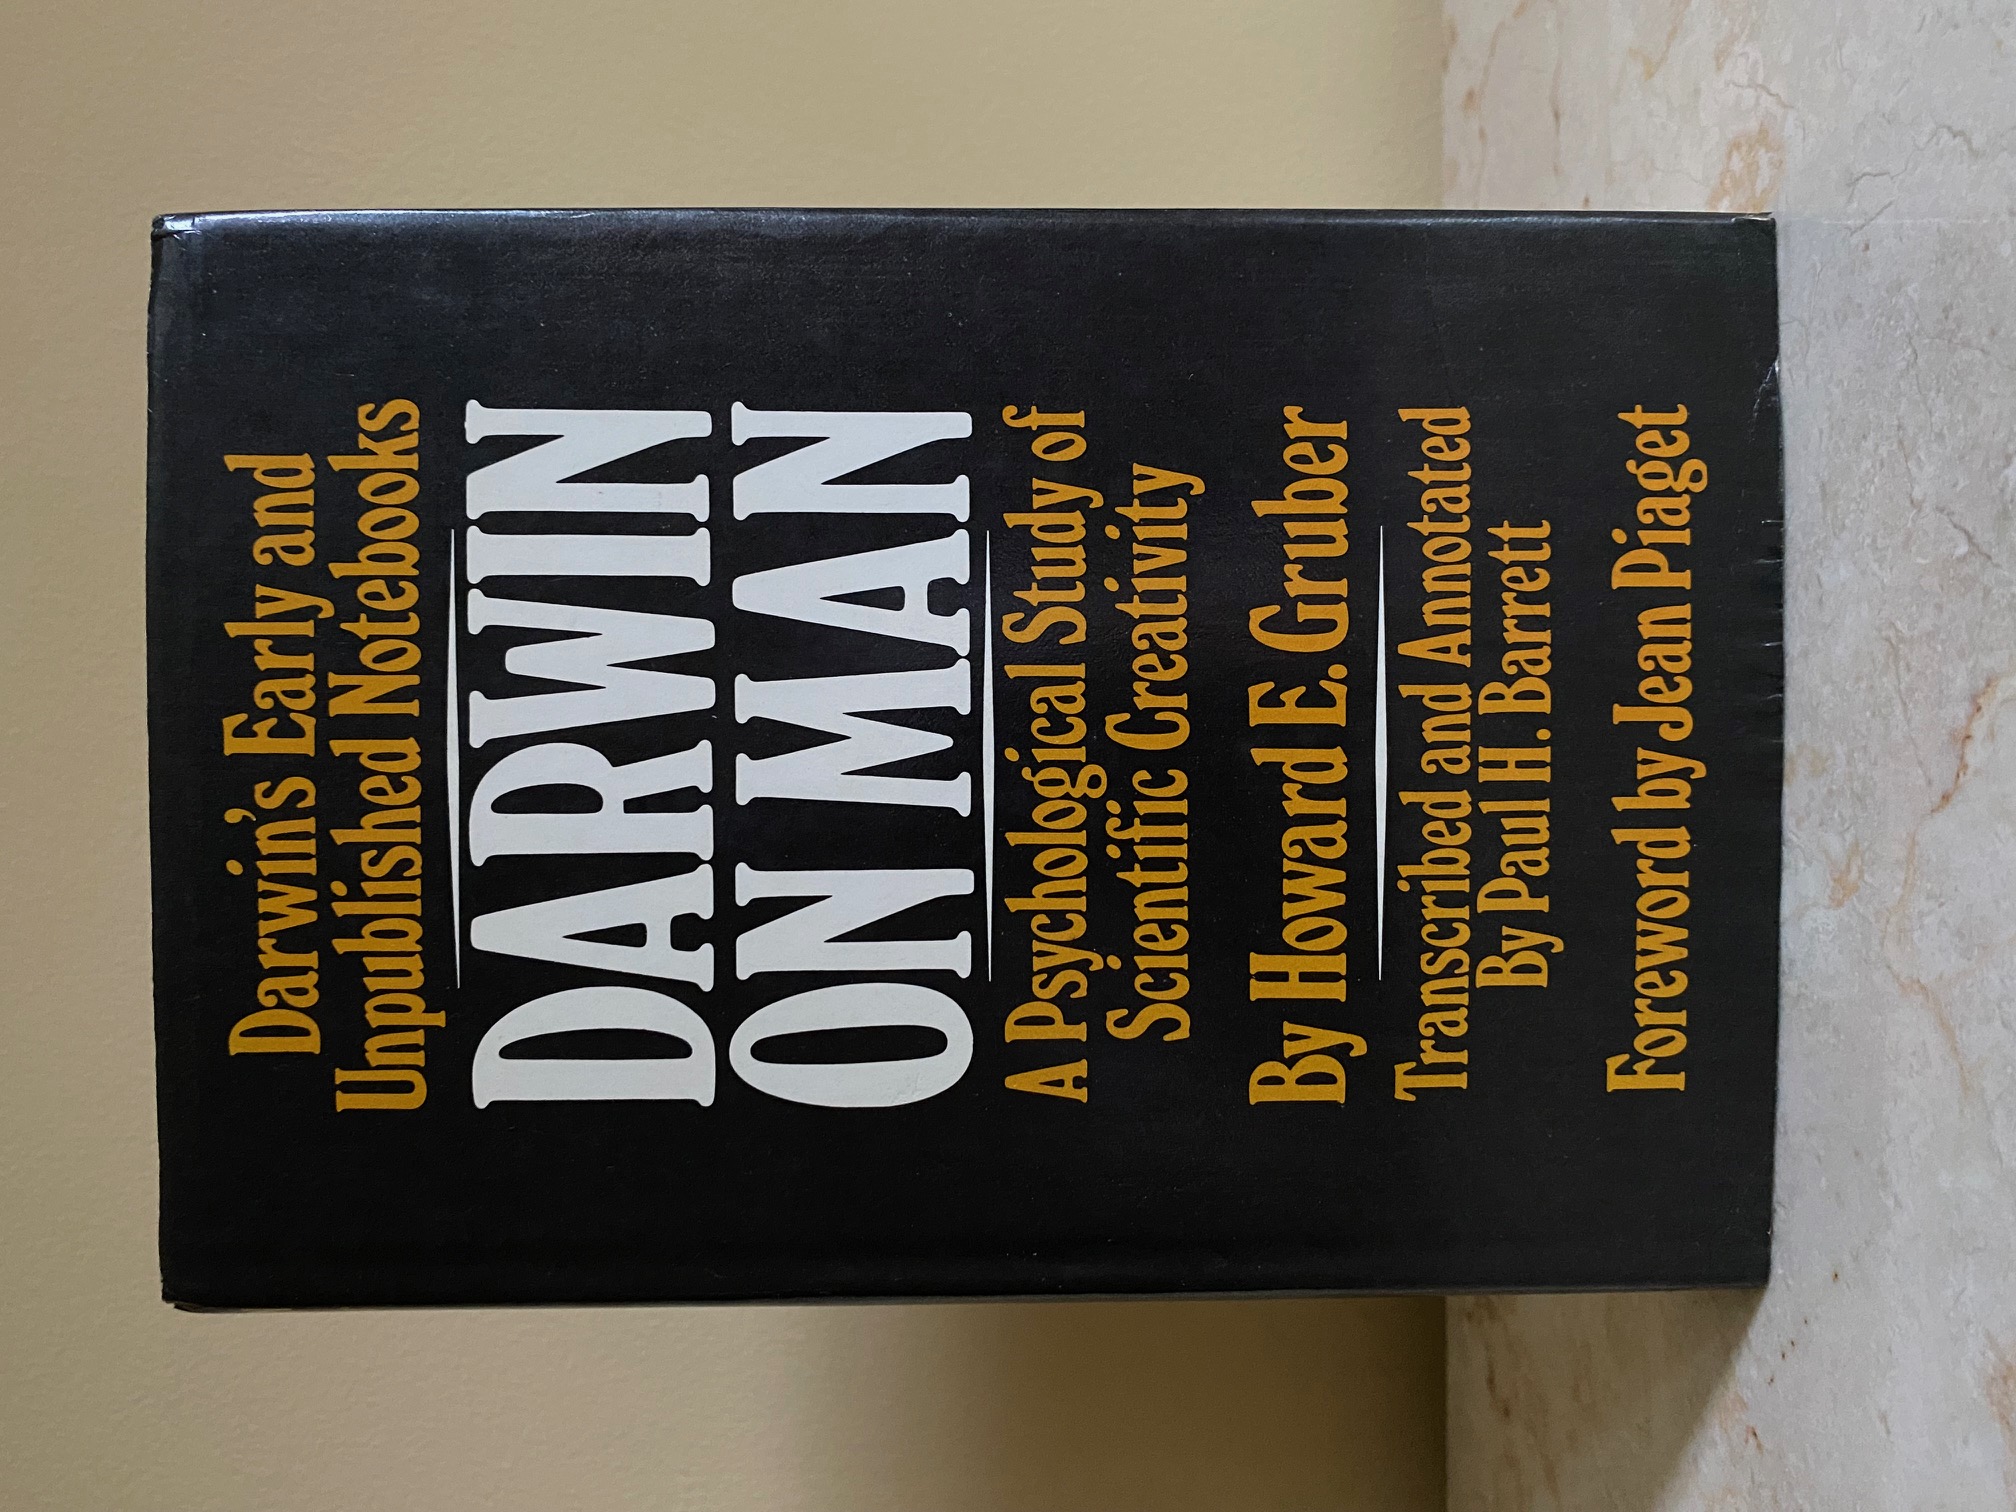 Darwin's Early and
Unpublished Notebooks
DARWIN
ON MAN
A Psychological Study of
Scientific Creativity
By Howard E. Gruber
Transcribed and Annotated
By Paul H. Barrett
Foreword by Jean Piaget